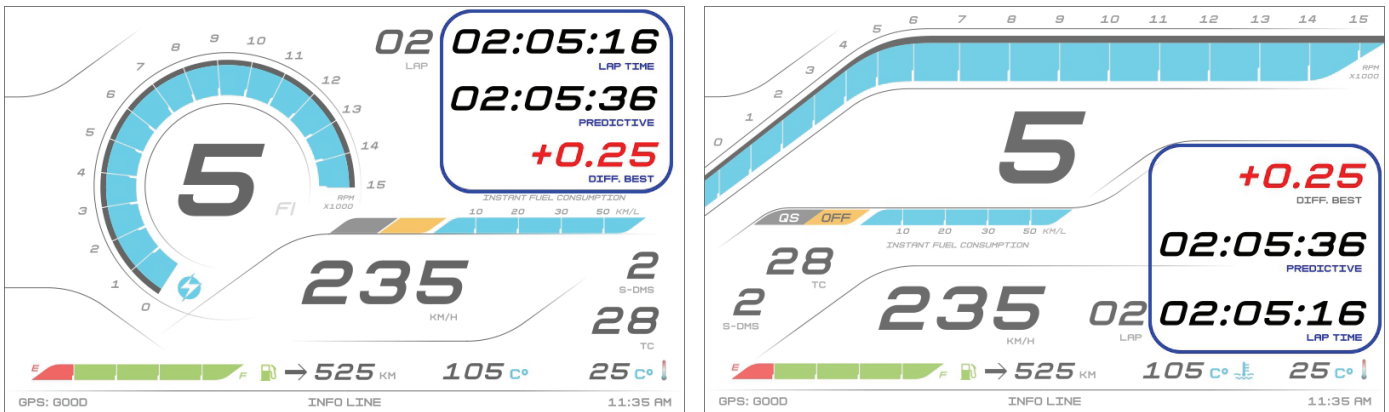 02 02:05:16
LAP LAP TIME
02:05:36
PREDICTIVE
+0.25
DIFF. BEST
0 1 2 3 4 5 6 7 8 9 10 11 12 13 14 15
RPM
X1000
5
FI
INSTANT FUEL CONSUMPTION
10 20 30 50 KM/L
235
KM/H
2
S-DMS
28
TC
E F 525 KM 105 C° 25 C°
GPS: GOOD INFO LINE 11:35 AM
0 1 2 3 4 5 6 7 8 9 10 11 12 13 14 15
RPM
X1000
5
+0.25
DIFF. BEST
QS OFF
10 20 30 50 KM/L
INSTANT FUEL CONSUMPTION
02:05:36
PREDICTIVE
28
TC
2
S-DMS
235
KM/H
02 02:05:16
LAP LAP TIME
E F 525 KM 105 C° 25 C°
GPS: GOOD INFO LINE 11:35 AM